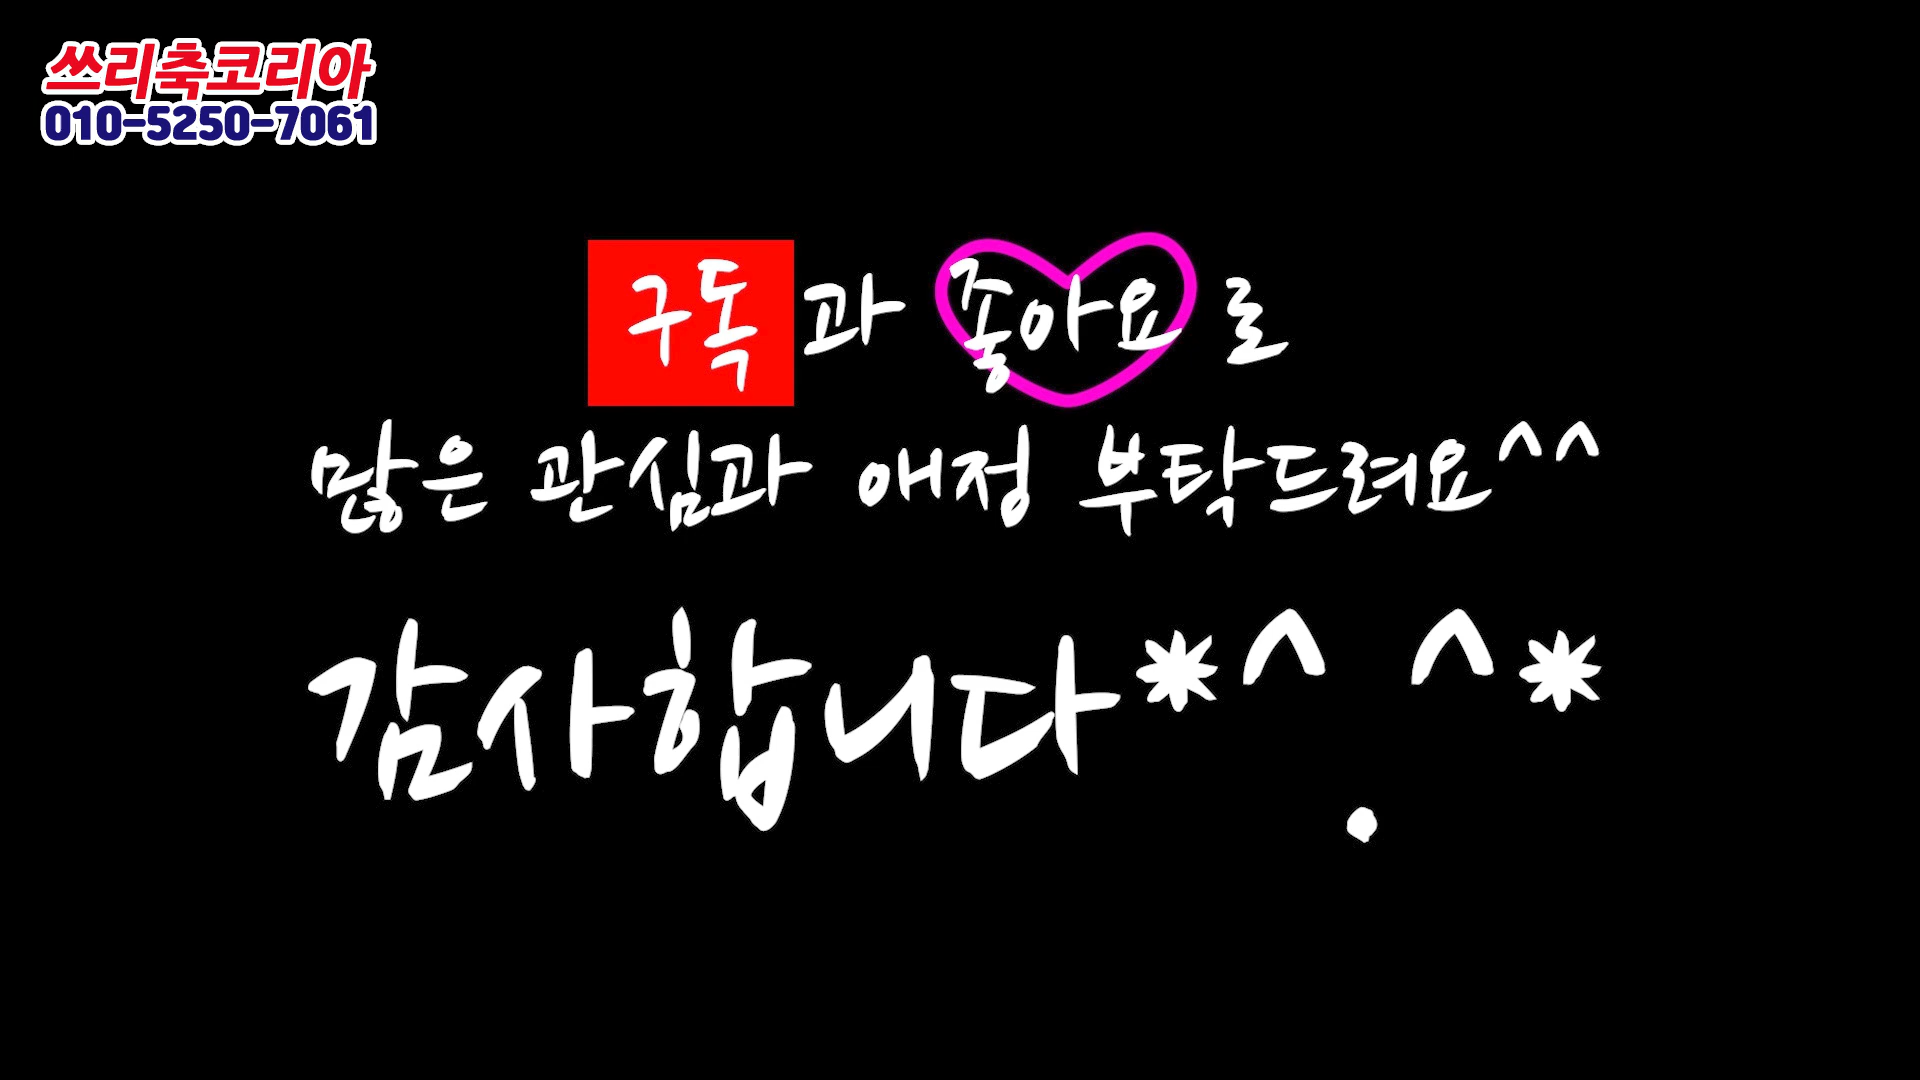 쓰리축코리아
010-5250-7061
구독과 좋아요로
많은 관심과 애정 부탁드려요^^
감사합니다*^.^*